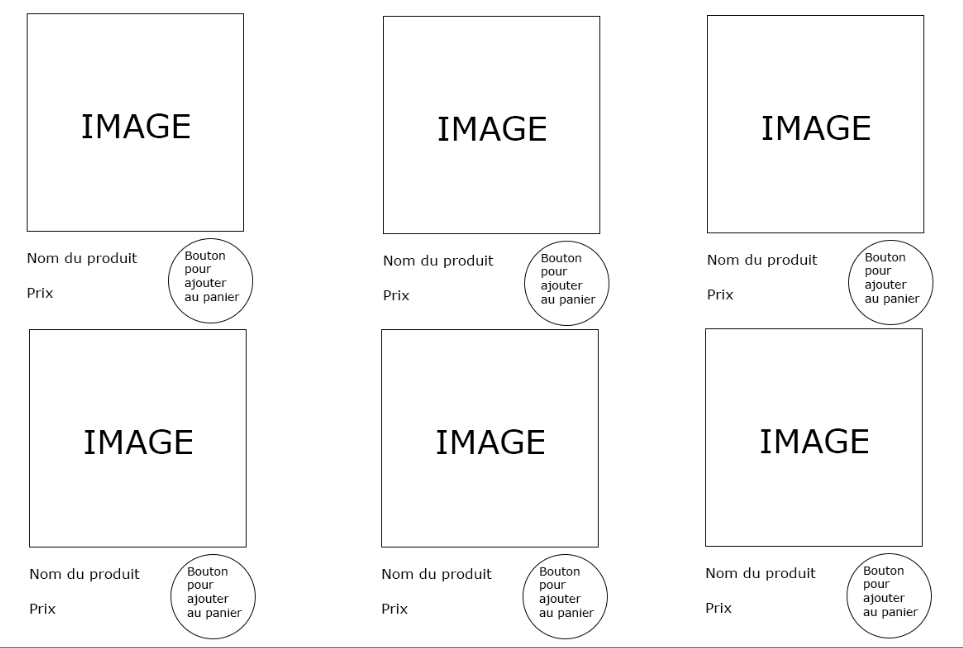 IMAGE
Nom du produit
Prix
Bouton
pour
ajouter
au panier
IMAGE
Nom du produit
Prix
Bouton
pour
ajouter
au panier
IMAGE
Nom du produit
Prix
Bouton
pour
ajouter
au panier
IMAGE
Nom du produit
Prix
Bouton
pour
ajouter
au panier
IMAGE
Nom du produit
Prix
Bouton
pour
ajouter
au panier
IMAGE
Nom du produit
Prix
Bouton
pour
ajouter
au panier